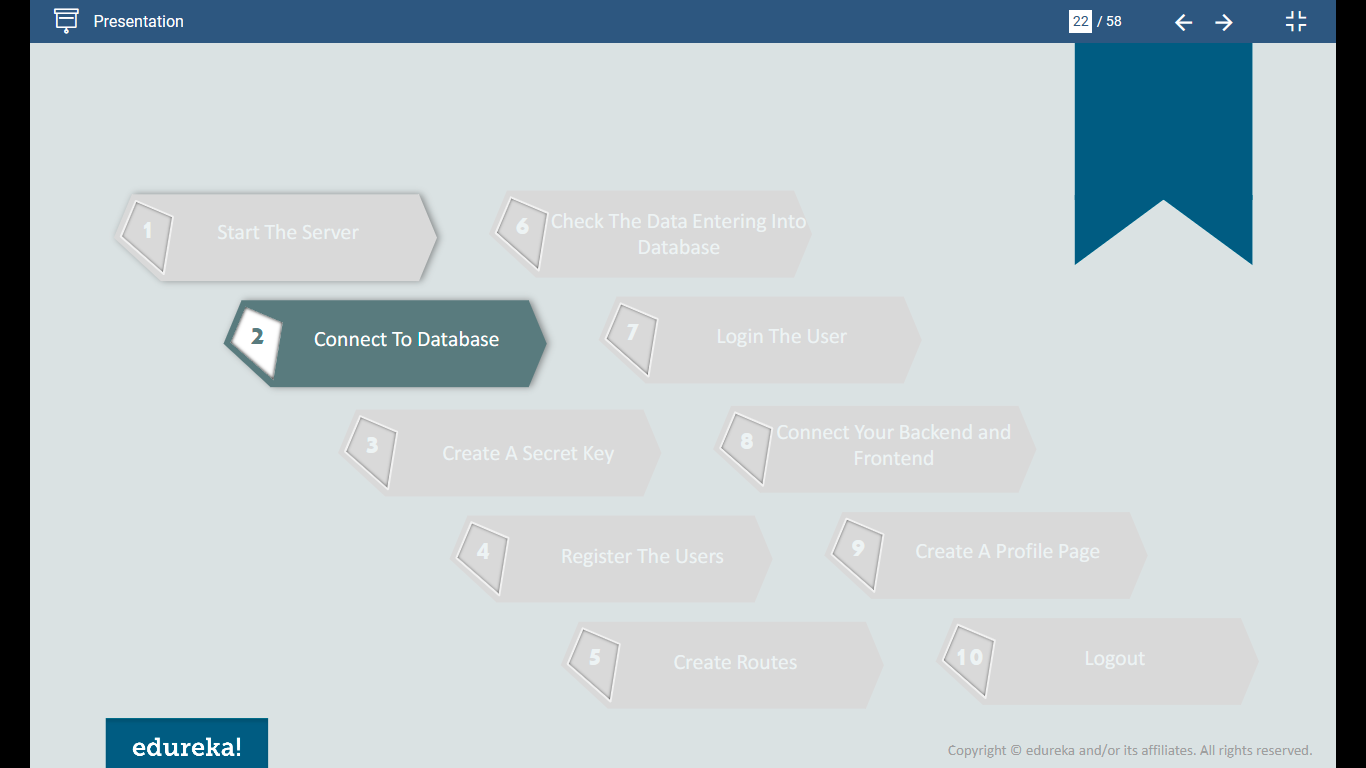 Presentation
22 / 58
1
Start The Server
2
Connect To Database
3
Create A Secret Key
4
Register The Users
5
Create Routes
6
Check The Data Entering Into
Database
7
Login The User
8
Connect Your Backend and
Frontend
9
Create A Profile Page
10
Logout
edureka!
Copyright © edureka and/or its affiliates. All rights reserved.